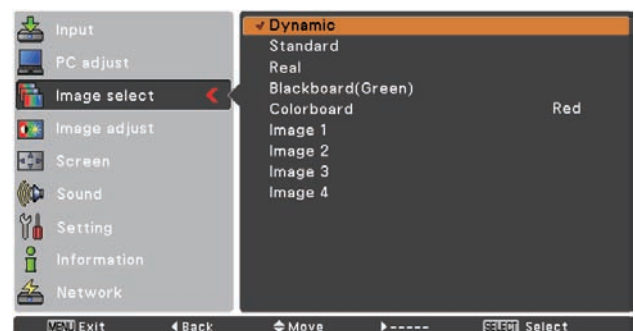 Input
PC adjust
Image select
Image adjust
Screen
Sound
Setting
Information
Network
Dynamic
Standard
Real
Blackboard(Green)
Colorboard Red
Image 1
Image 2
Image 3
Image 4
MENU Exit Back Move ----- SELECT Select